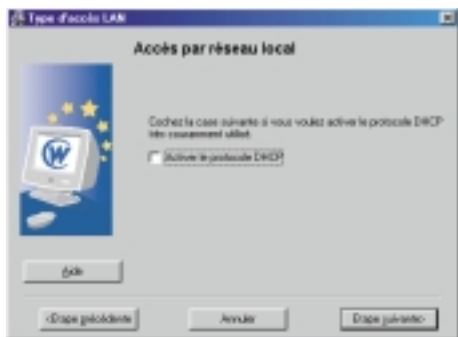 Type d'accès LAN
Accès par réseau local
Cochez la case suivante si vous voulez activer le protocole DHCP
très couramment utilisé.
Activer le protocole DHCP
W
Aide
<Etape précédente
Annuler
Etape suivante>